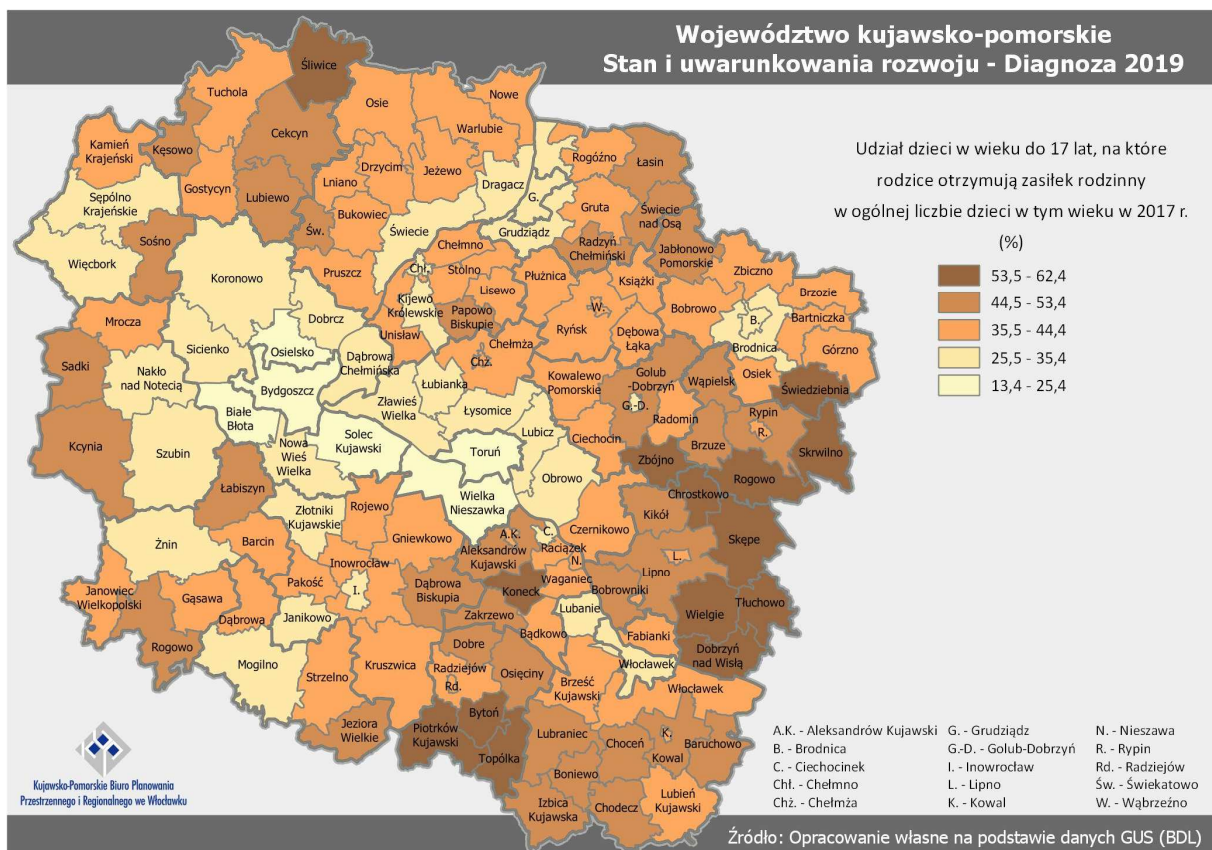 Województwo kujawsko-pomorskie
Stan i uwarunkowania rozwoju - Diagnoza 2019
Udział dzieci w wieku do 17 lat, na które
rodzice otrzymują zasiłek rodzinny
w ogólnej liczbie dzieci w tym wieku w 2017 r.
(%)
53,5 - 62,4
44,5 - 53,4
35,5 - 44,4
25,5 - 35,4
13,4 - 25,4
Śliwice
Tuchola
Nowe
Osie
Warlubie
Cekcyn
Kamień
Krajeński
Kęsowo
Rogóźno
Łasin
Drzycim
Jeżewo
Lniano
Gostycyn
Lubiewo
Dragacz
G.
Sępólno
Krajeńskie
Bukowiec
Gruta
Świecie
nad Osą
Św.
Świecie
Grudziądz
Sośno
Radzyń
Chełmiński
Jabłonowo
Pomorskie
Więcbork
Chełmno
Chł.
Stolno
Koronowo
Pruszcz
Płużnica
Książki
Zbiczno
Lisewo
Brzozie
Kijewo
Królewskie
Papowo
Biskupie
W.
Bobrowo
Bartniczka
B.
Dobrcz
Mrocza
Unisław
Ryńsk
Dębowa
Łąka
Brodnica
Górzno
Sicienko
Osielsko
Chełmża
Chż.
Dąbrowa
Chełmińska
Sadki
Nakło
nad Notecią
Kowalewo
Pomorskie
Golub
-Dobrzyń
Wąpielsk
Osiek
Świedziebnia
Łubianka
Bydgoszcz
Zławieś
Wielka
Łysomice
G.-D.
Radomin
Rypin
R.
Białe
Błota
Lubicz
Solec
Kujawski
Ciechocin
Brzuze
Kcynia
Szubin
Nowa
Wieś
Wielka
Toruń
Zbójno
Skrwilno
Obrowo
Rogowo
Łabiszyn
Wielka
Nieszawka
Chrostkowo
Złotniki
Kujawskie
Rojewo
Kikół
Czernikowo
Gniewkowo
A.K.
C.
Skępe
Żnin
Barcin
Raciążek
Aleksandrów
Kujawski
N.
L.
Inowrocław
Lipno
Pakość
I.
Dąbrowa
Biskupia
Waganiec
Bobrowniki
Janowiec
Wielkopolski
Gąsawa
Koneck
Tłuchowo
Janikowo
Lubanie
Wielgie
Dąbrowa
Zakrzewo
Bądkowo
Fabianki
Rogowo
Dobre
Dobrzyń
nad Wisłą
Mogilno
Kruszwica
Radziejów
Włocławek
Strzelno
Osięciny
Rd.
Brześć
Kujawski
Włocławek
Bytoń
Jeziora
Wielkie
Piotrków
Kujawski
Lubraniec
K.
Choceń
Baruchowo
Topólka
Kowal
Boniewo
Izbica
Kujawska
Chodecz
Lubień
Kujawski
A.K. - Aleksandrów Kujawski
B. - Brodnica
C. - Ciechocinek
Chł. - Chełmno
Chż. - Chełmża
G. - Grudziądz
G.-D. - Golub-Dobrzyń
I. - Inowrocław
L. - Lipno
K. - Kowal
N. - Nieszawa
R. - Rypin
Rd. - Radziejów
Św. - Świekatowo
W. - Wąbrzeźno
Kujawsko-Pomorskie Biuro Planowania
Przestrzennego i Regionalnego we Włocławku
Źródło: Opracowanie własne na podstawie danych GUS (BDL)